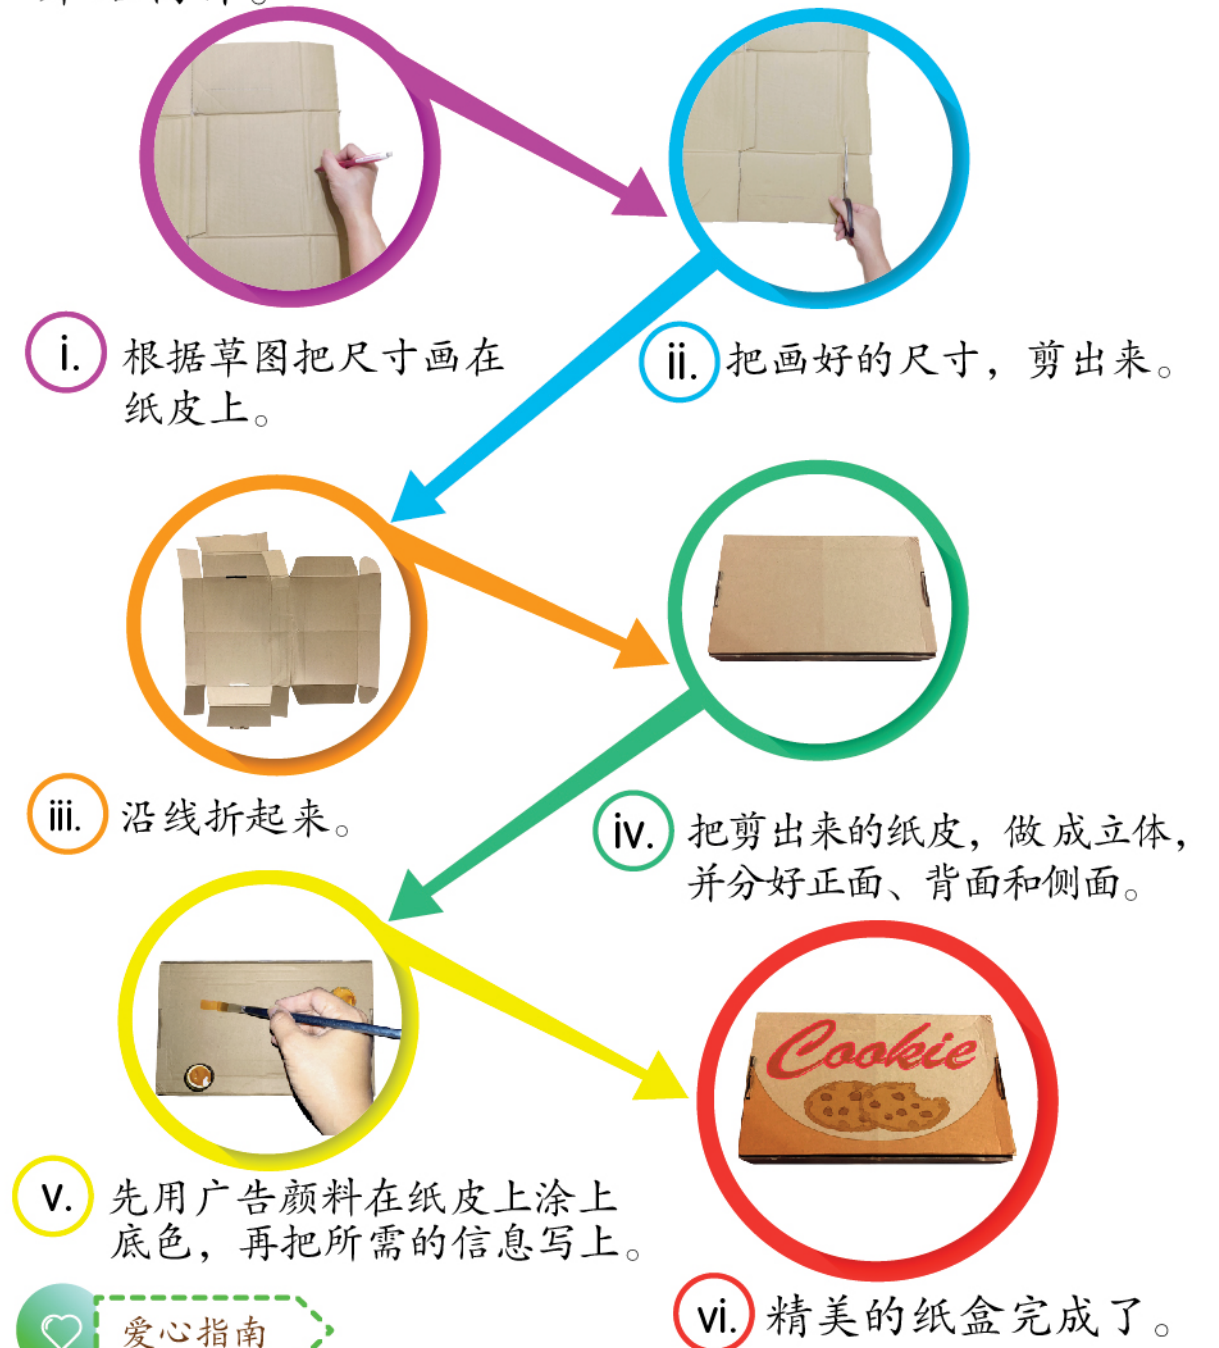 i.
根据草图把尺寸画在
纸皮上。
ii.
把画好的尺寸，剪出来。
iii.
沿线折起来。
iv.
把剪出来的纸皮，做成立体，
并分好正面、背面和侧面。
v.
先用广告颜料在纸皮上涂上
底色，再把所需的信息写上。
Cookie
vi.
精美的纸盒完成了。
爱心指南